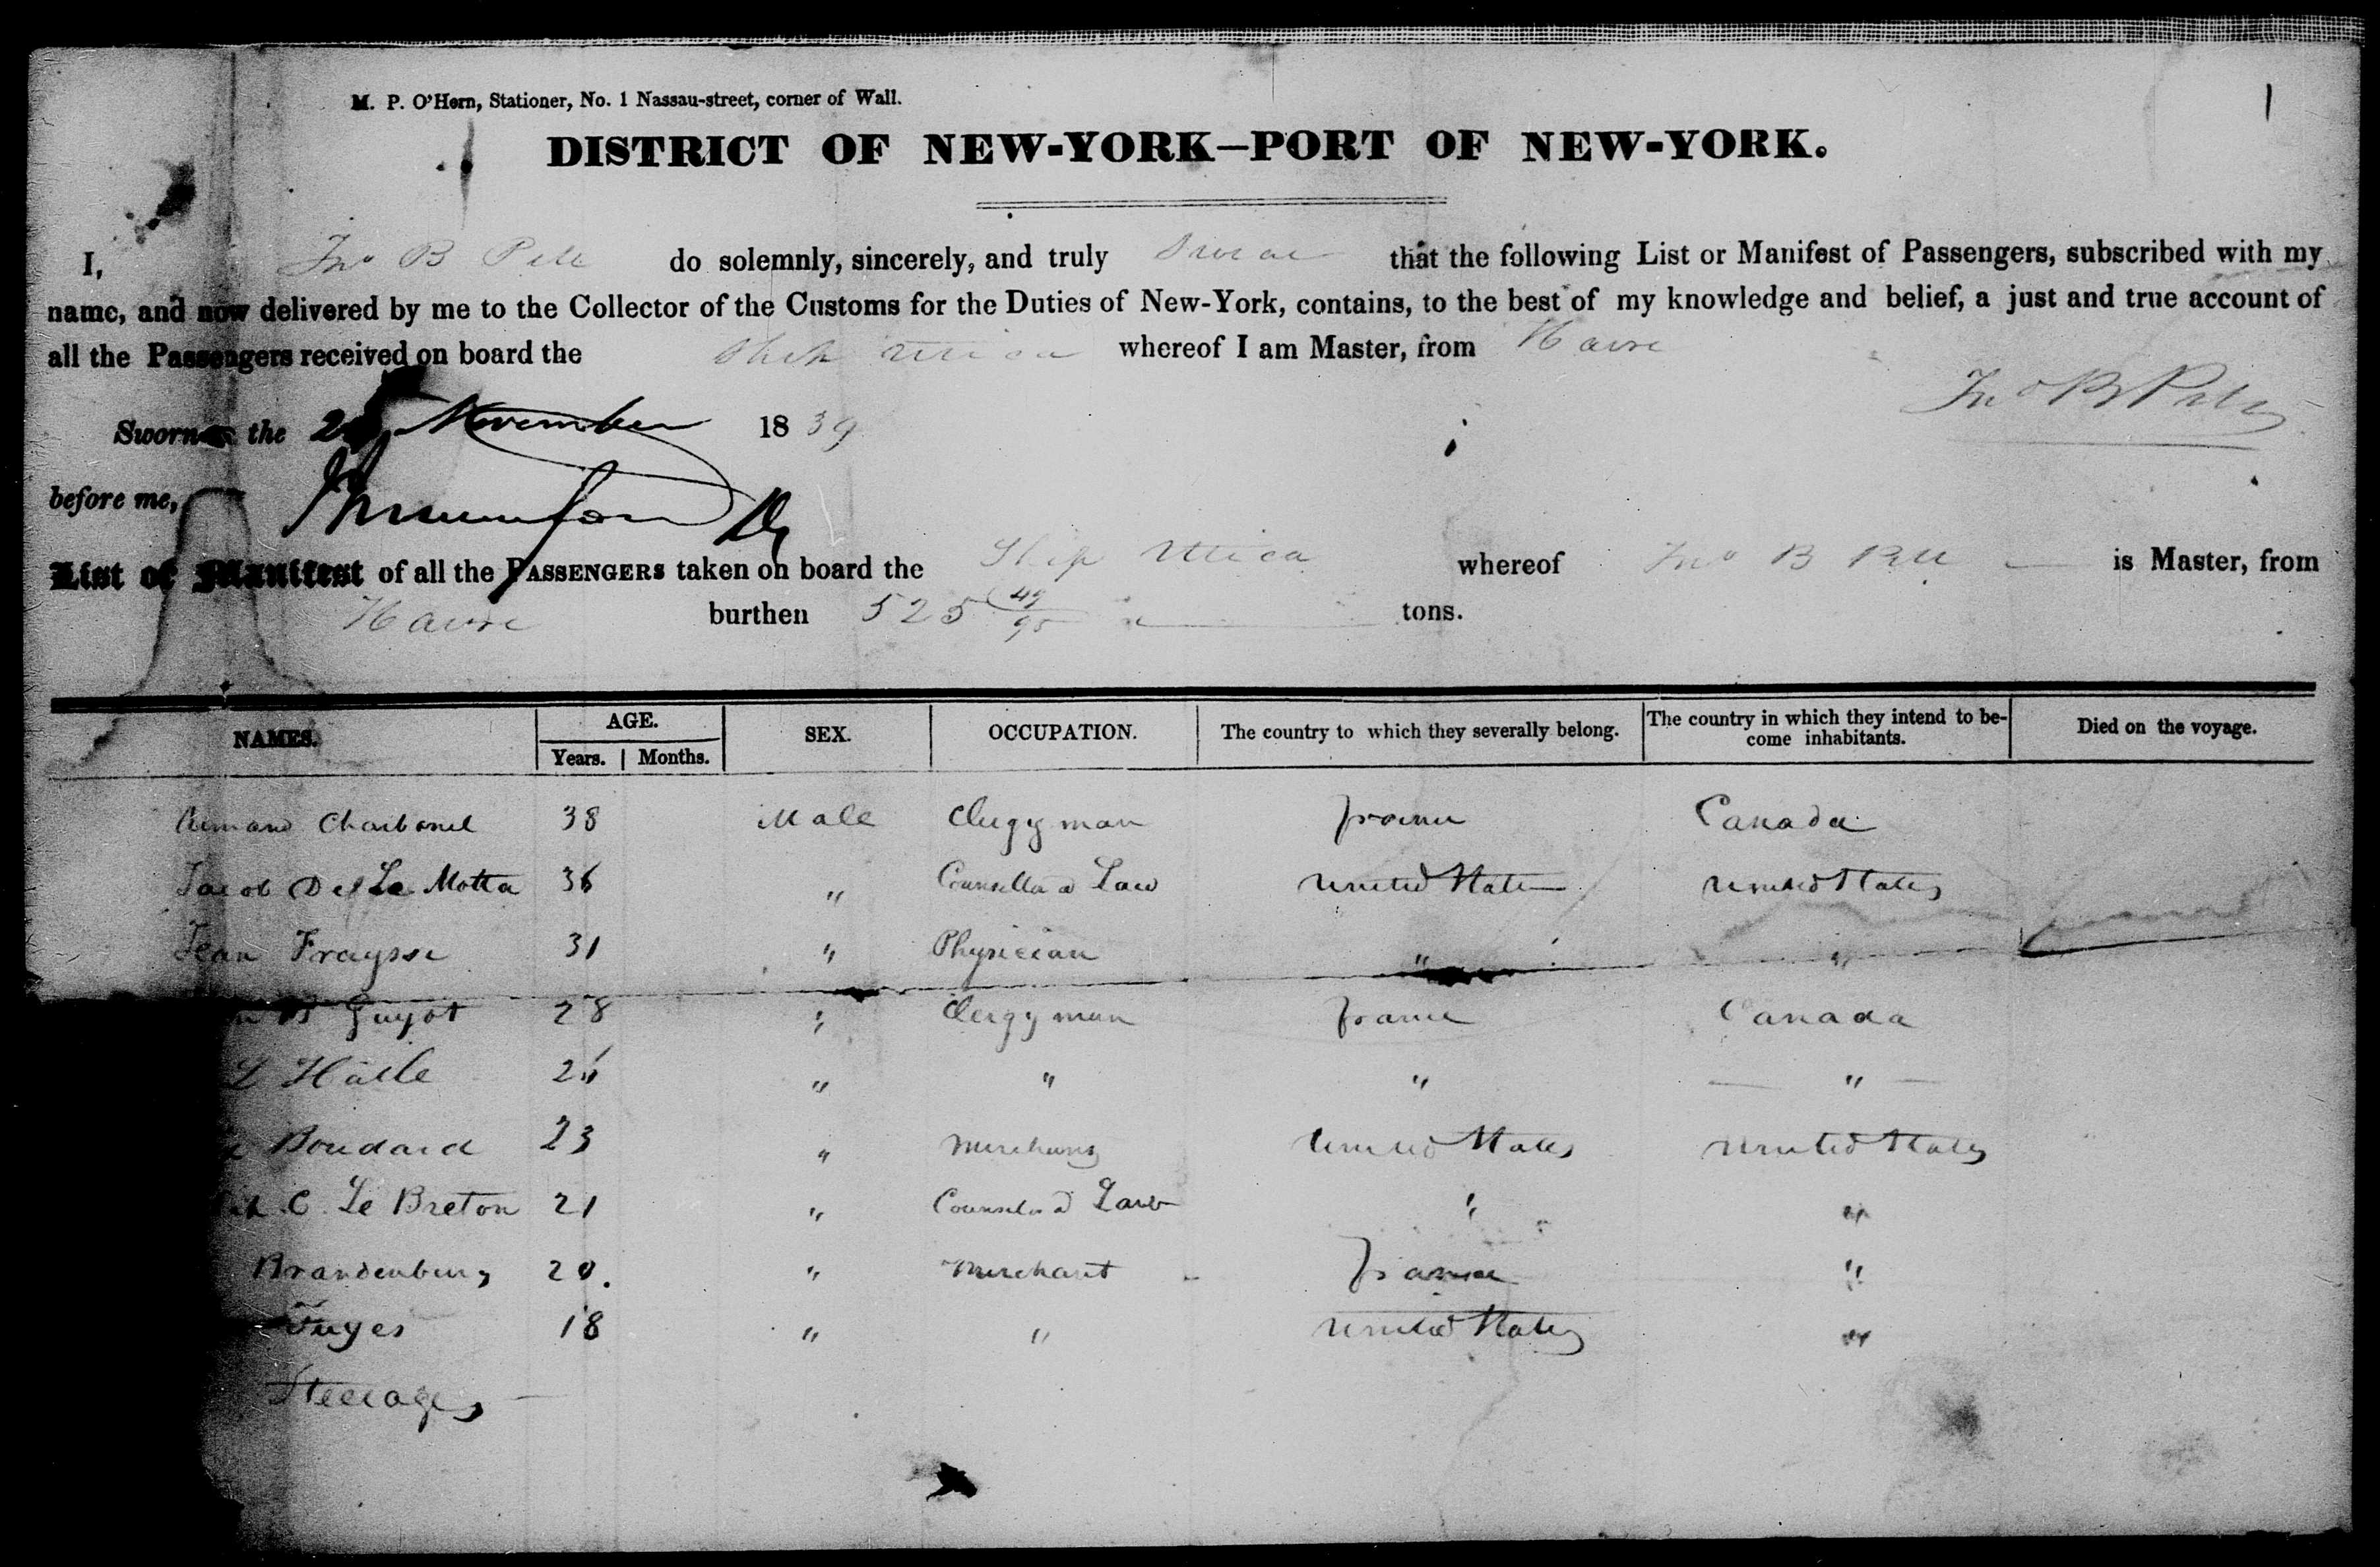 1
M. P. O'Hern, Stationer, No. 1 Nassau-street, corner of Wall.
DISTRICT OF NEW-YORK—PORT OF NEW-YORK.
I, Jno B Pell do solemnly, sincerely, and truly swear that the following List or Manifest of Passengers, subscribed with my
name, and now delivered by me to the Collector of the Customs for the Duties of New-York, contains, to the best of my knowledge and belief, a just and true account of
all the Passengers received on board the Ship Utica whereof I am Master, from Havre
Jno B Pell
Sworn the November 1839
before me,
List or Manifest of all the PASSENGERS taken on board the Ship Utica whereof Jno B Pell is Master, from
Havre burthen 525 49/95 tons.
NAMES. AGE. Years. Months. SEX. OCCUPATION. The country to which they severally belong. The country in which they intend to become inhabitants. Died on the voyage.
Armand Charbonel 38 Male Clergyman france Canada
Jacob De La Motta 36 " Counsellor a Law United States United States
Jean Fraysse 31 " Physician " "
B Guyot 28 " Clergyman france Canada
L Halle 26 " " " "
Boudard 23 " Merchant United States United States
C. Le Breton 21 " Counselor a Law " "
Brandenburg 20. " Merchant france "
Fuyes 18 " " United States "
Steerage